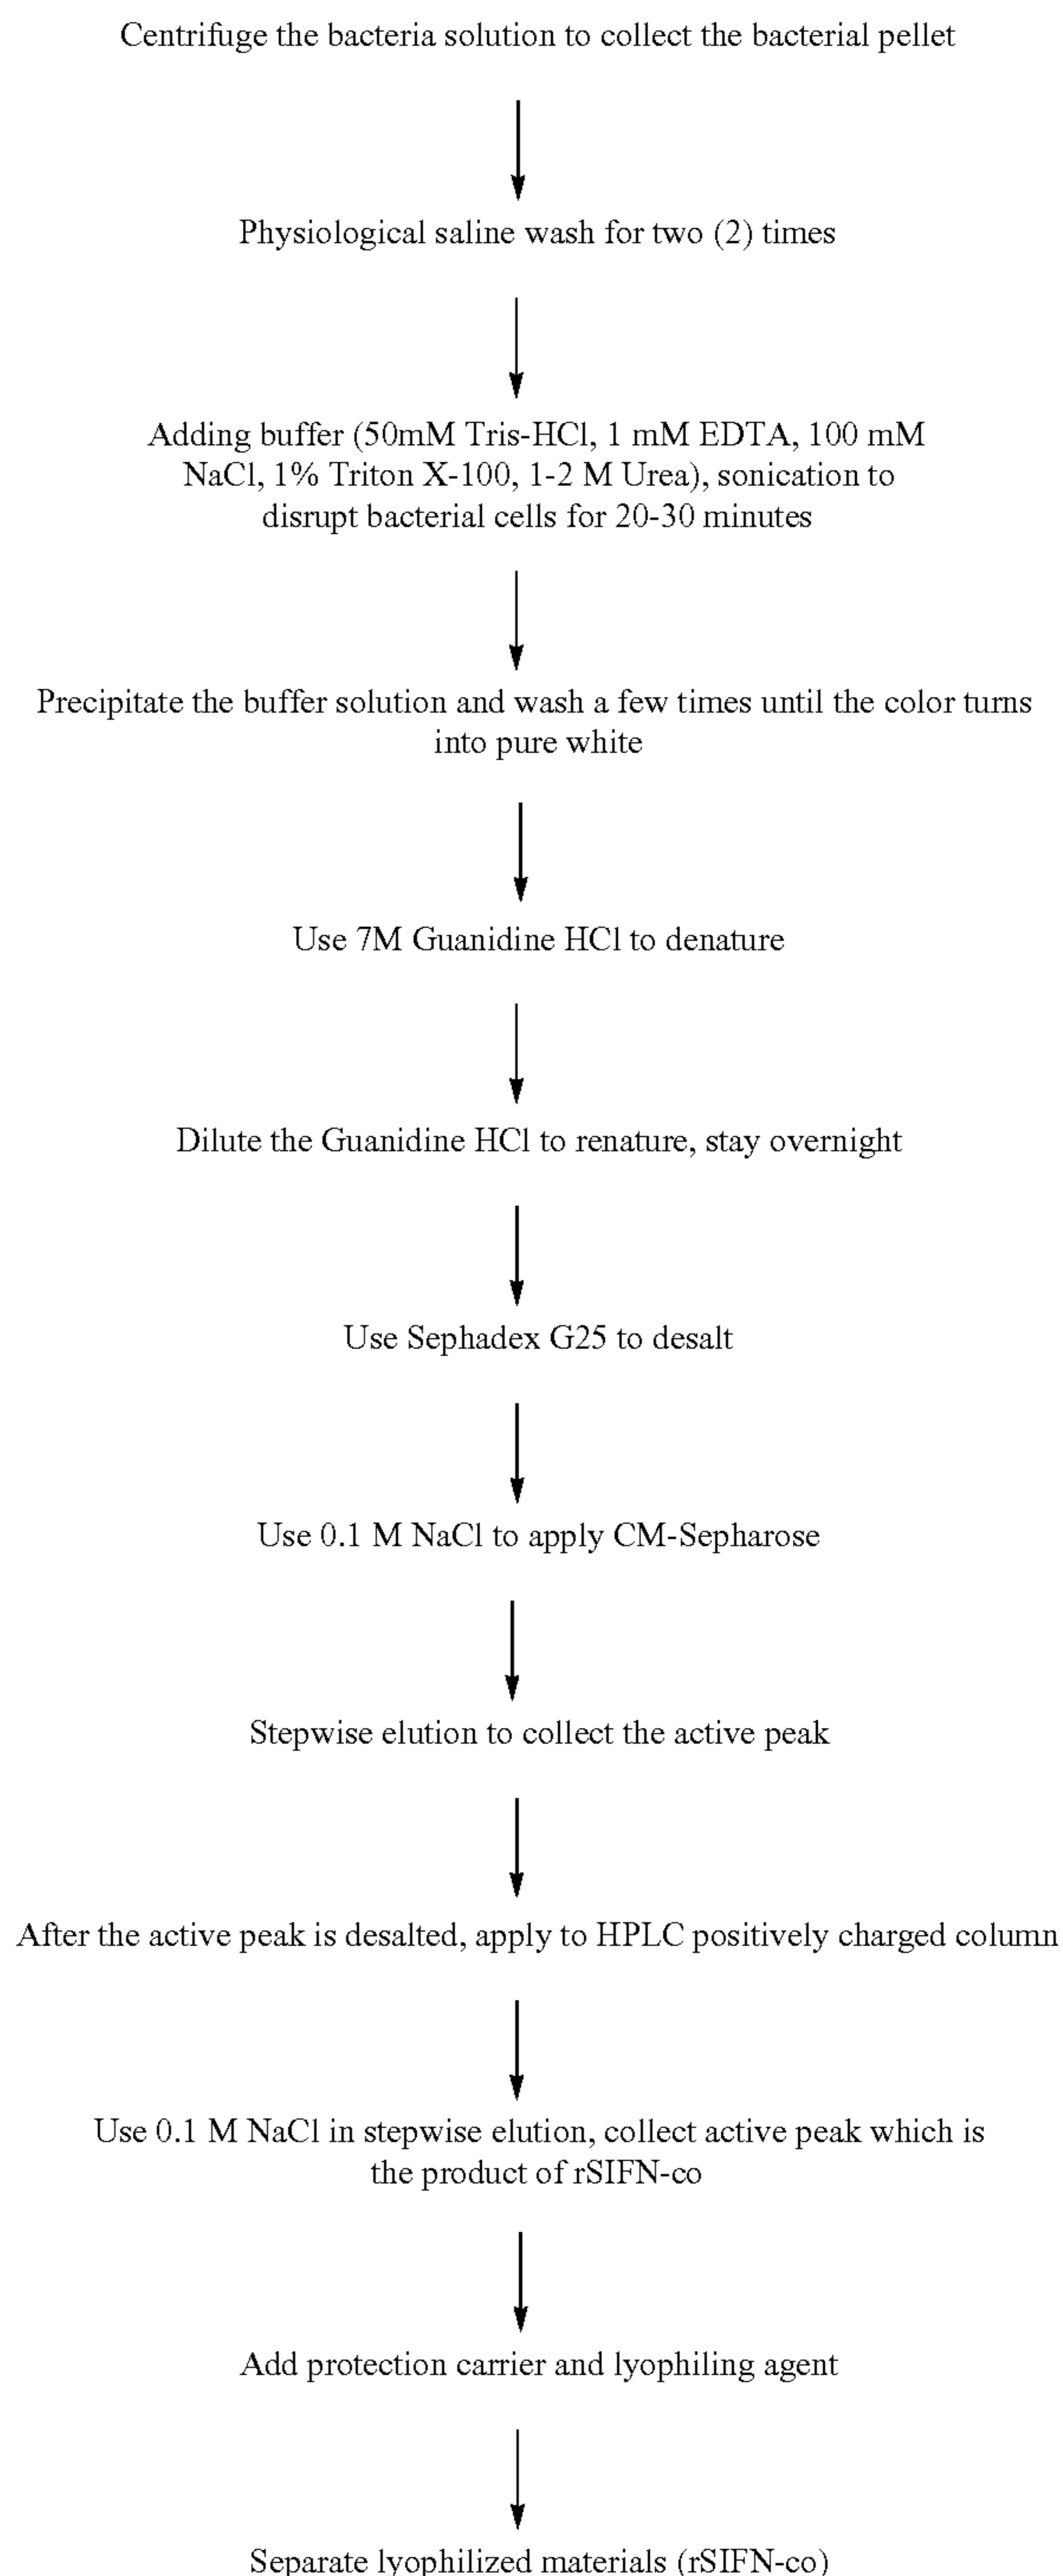 Centrifuge the bacteria solution to collect the bacterial pellet
Physiological saline wash for two (2) times
Adding buffer (50mM Tris-HCl, 1 mM EDTA, 100 mM
NaCl, 1% Triton X-100, 1-2 M Urea), sonication to
disrupt bacterial cells for 20-30 minutes
Precipitate the buffer solution and wash a few times until the color turns
into pure white
Use 7M Guanidine HCl to denature
Dilute the Guanidine HCl to renature, stay overnight
Use Sephadex G25 to desalt
Use 0.1 M NaCl to apply CM-Sepharose
Stepwise elution to collect the active peak
After the active peak is desalted, apply to HPLC positively charged column
Use 0.1 M NaCl in stepwise elution, collect active peak which is
the product of rSIFN-co
Add protection carrier and lyophiling agent
Separate lyophilized materials (rSIFN-co)